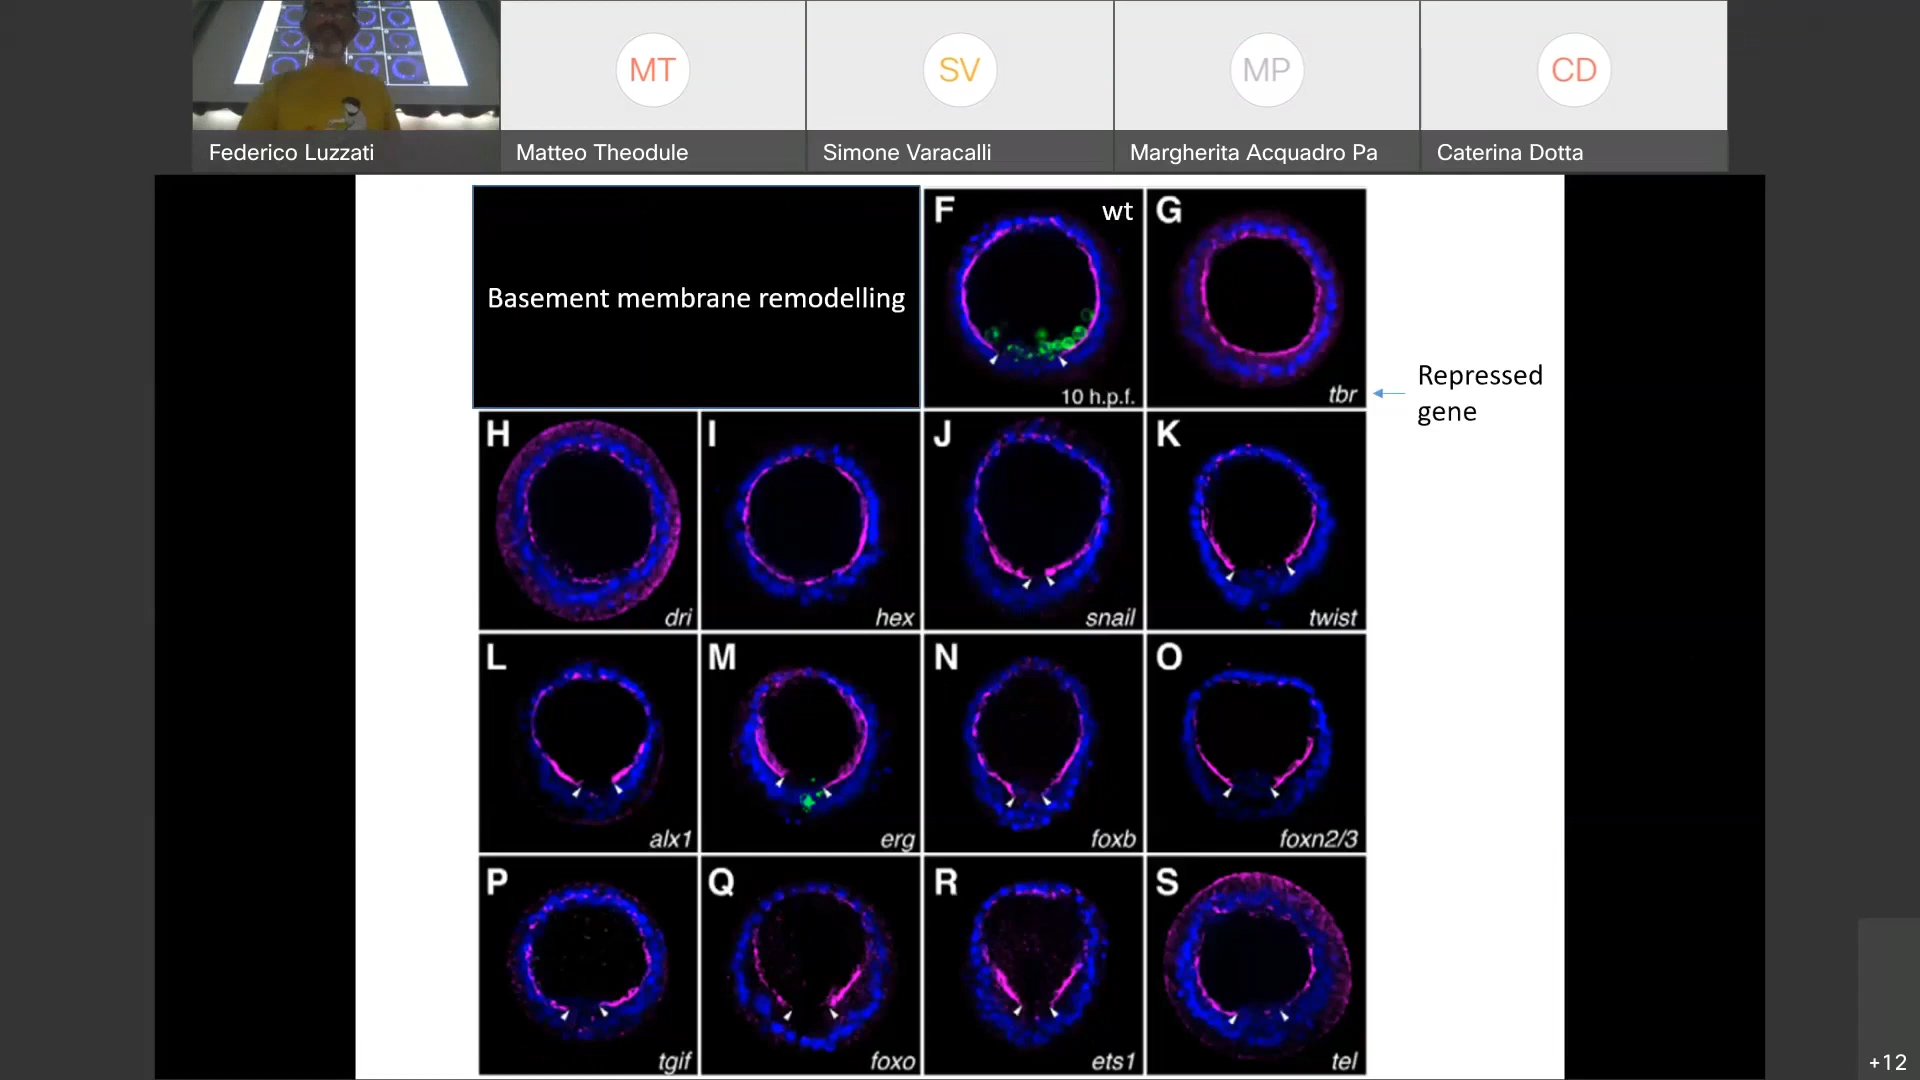 MT
SV
MP
CD
Federico Luzzati
Matteo Theodule
Simone Varacalli
Margherita Acquadro Pa
Caterina Dotta
Basement membrane remodelling
F
wt
10 h.p.f.
G
tbr
Repressed
gene
H
dri
I
hex
J
snail
K
twist
L
alx1
M
erg
N
foxb
O
foxn2/3
P
tgif
Q
foxo
R
ets1
S
tel
+12